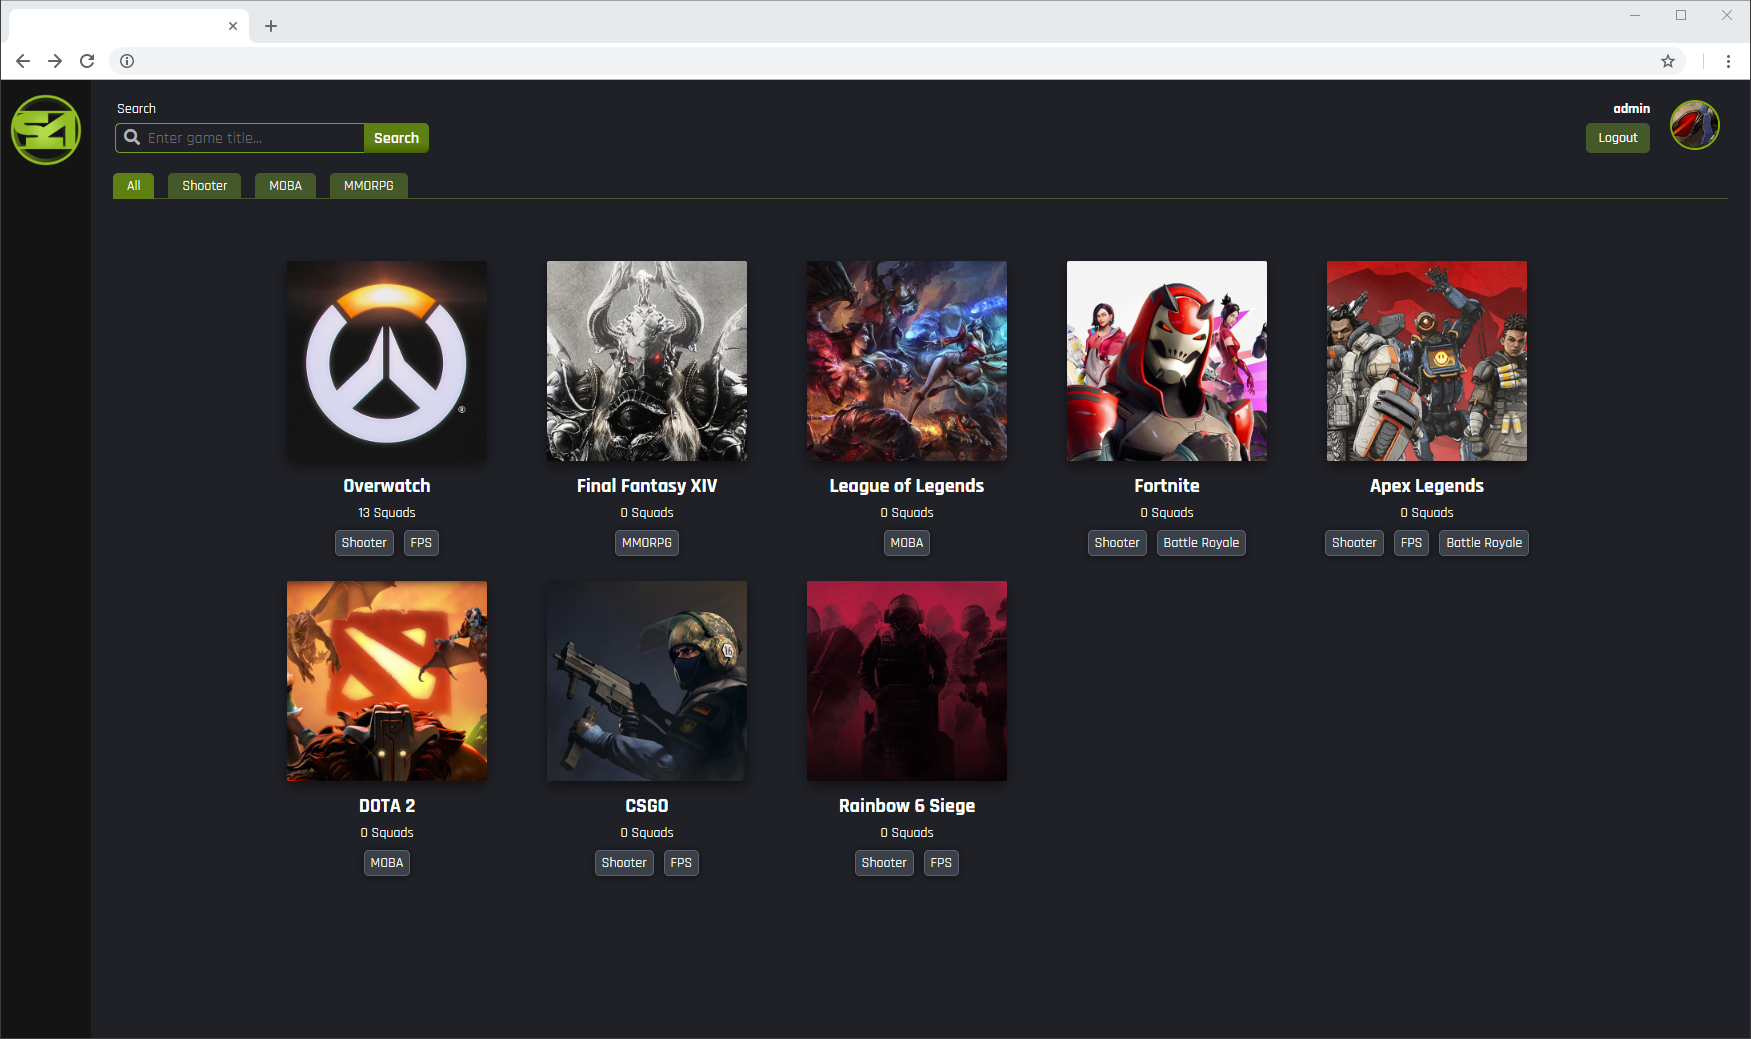 Search
admin
Enter game title...
Search
Logout
All
Shooter
MOBA
MMORPG
Overwatch
13 Squads
Shooter
FPS
Final Fantasy XIV
0 Squads
MMORPG
League of Legends
0 Squads
MOBA
Fortnite
0 Squads
Shooter
Battle Royale
Apex Legends
0 Squads
Shooter
FPS
Battle Royale
16
DOTA 2
0 Squads
MOBA
CSGO
0 Squads
Shooter
FPS
Rainbow 6 Siege
0 Squads
Shooter
FPS